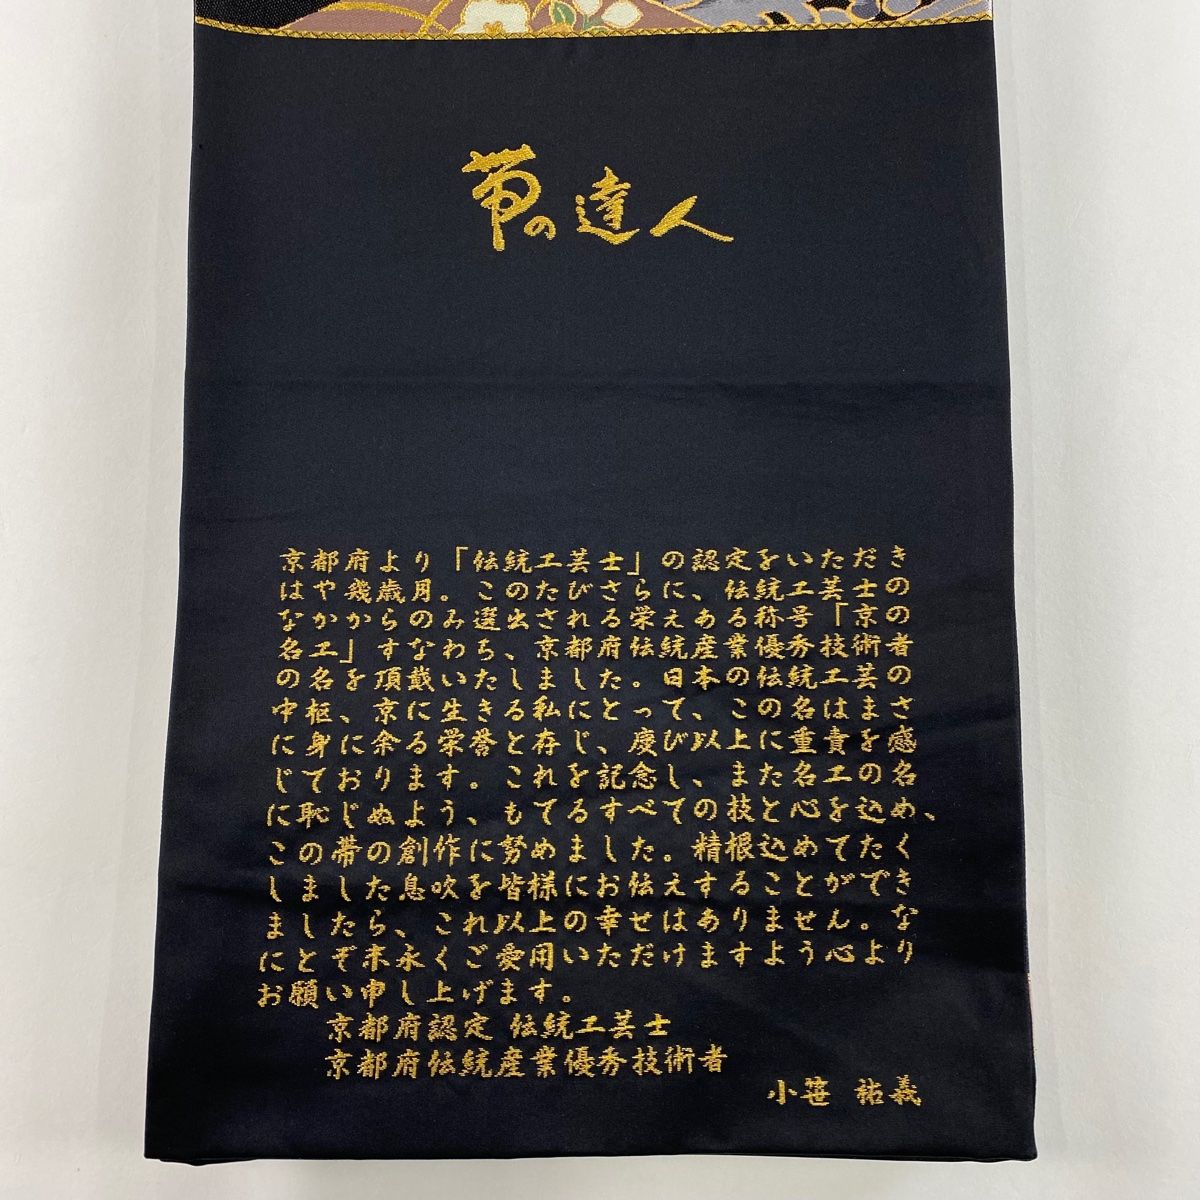 帯の達人
京都府より「伝統工芸士」の認定をいただき
はや幾歳月。このたびさらに、伝統工芸士の
なかからのみ選出される栄えある称号「京の
名工」すなわち、京都府伝統産業優秀技術者
の名を頂戴いたしました。日本の伝統工芸の
中枢、京に生きる私にとって、この名はまさ
に身に余る栄誉と存じ、度び以上に重責を感
じております。これを記念し、また名工の名
に恥じぬよう、もてるすべての技と心を込め、
この帯の創作に努めました。精根込めてたく
しました息吹を皆様にお伝えすることができ
ましたら、これ以上の幸せはありません。な
にとぞ末永くご愛用いただけますよう心より
お願い申し上げます。
京都府認定 伝統工芸士
京都府伝統産業優秀技術者
小笹 祐義